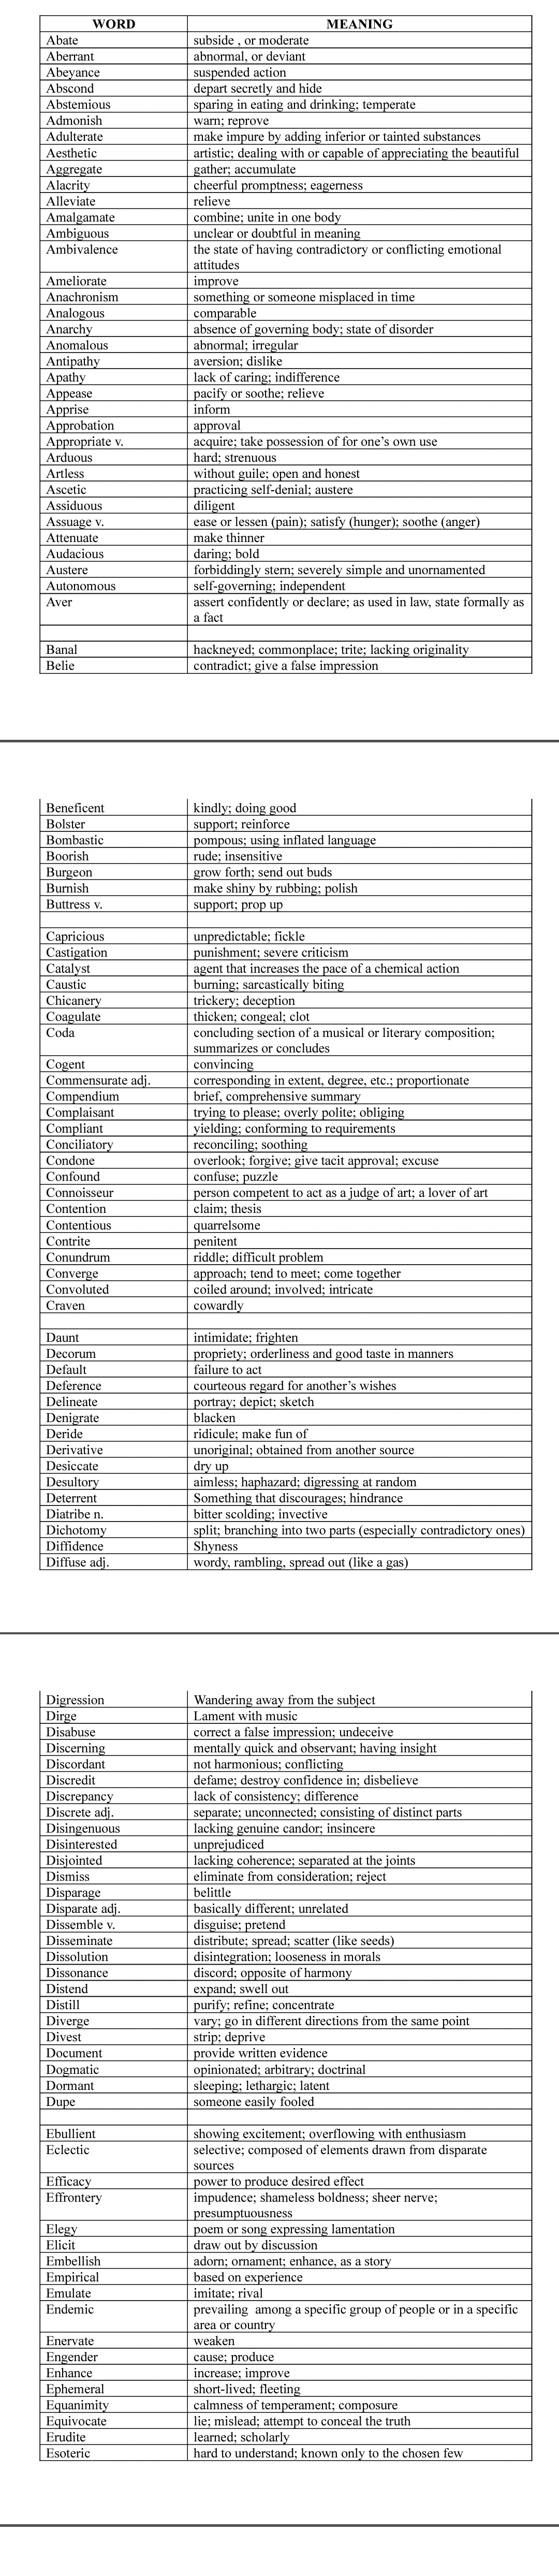 WORD MEANING
Abate subside , or moderate
Aberrant abnormal, or deviant
Abeyance suspended action
Abscond depart secretly and hide
Abstemious sparing in eating and drinking; temperate
Admonish warn; reprove
Adulterate make impure by adding inferior or tainted substances
Aesthetic artistic; dealing with or capable of appreciating the beautiful
Aggregate gather; accumulate
Alacrity cheerful promptness; eagerness
Alleviate relieve
Amalgamate combine; unite in one body
Ambiguous unclear or doubtful in meaning
Ambivalence the state of having contradictory or conflicting emotional
attitudes
Ameliorate improve
Anachronism something or someone misplaced in time
Analogous comparable
Anarchy absence of governing body; state of disorder
Anomalous abnormal; irregular
Antipathy aversion; dislike
Apathy lack of caring; indifference
Appease pacify or soothe; relieve
Apprise inform
Approbation approval
Appropriate v. acquire; take possession of for one’s own use
Arduous hard; strenuous
Artless without guile; open and honest
Ascetic practicing self-denial; austere
Assiduous diligent
Assuage v. ease or lessen (pain); satisfy (hunger); soothe (anger)
Attenuate make thinner
Audacious daring; bold
Austere forbiddingly stern; severely simple and unornamented
Autonomous self-governing; independent
Aver assert confidently or declare; as used in law, state formally as
a fact
Banal hackneyed; commonplace; trite; lacking originality
Belie contradict; give a false impression
Beneficent kindly; doing good
Bolster support; reinforce
Bombastic pompous; using inflated language
Boorish rude; insensitive
Burgeon grow forth; send out buds
Burnish make shiny by rubbing; polish
Buttress v. support; prop up
Capricious unpredictable; fickle
Castigation punishment; severe criticism
Catalyst agent that increases the pace of a chemical action
Caustic burning; sarcastically biting
Chicanery trickery; deception
Coagulate thicken; congeal; clot
Coda concluding section of a musical or literary composition;
summarizes or concludes
Cogent convincing
Commensurate adj. corresponding in extent, degree, etc.; proportionate
Compendium brief, comprehensive summary
Complaisant trying to please; overly polite; obliging
Compliant yielding; conforming to requirements
Conciliatory reconciling; soothing
Condone overlook; forgive; give tacit approval; excuse
Confound confuse; puzzle
Connoisseur person competent to act as a judge of art; a lover of art
Contention claim; thesis
Contentious quarrelsome
Contrite penitent
Conundrum riddle; difficult problem
Converge approach; tend to meet; come together
Convoluted coiled around; involved; intricate
Craven cowardly
Daunt intimidate; frighten
Decorum propriety; orderliness and good taste in manners
Default failure to act
Deference courteous regard for another’s wishes
Delineate portray; depict; sketch
Denigrate blacken
Deride ridicule; make fun of
Derivative unoriginal; obtained from another source
Desiccate dry up
Desultory aimless; haphazard; digressing at random
Deterrent Something that discourages; hindrance
Diatribe n. bitter scolding; invective
Dichotomy split; branching into two parts (especially contradictory ones)
Diffidence Shyness
Diffuse adj. wordy, rambling, spread out (like a gas)
Digression Wandering away from the subject
Dirge Lament with music
Disabuse correct a false impression; undeceive
Discerning mentally quick and observant; having insight
Discordant not harmonious; conflicting
Discredit defame; destroy confidence in; disbelieve
Discrepancy lack of consistency; difference
Discrete adj. separate; unconnected; consisting of distinct parts
Disingenuous lacking genuine candor; insincere
Disinterested unprejudiced
Disjointed lacking coherence; separated at the joints
Dismiss eliminate from consideration; reject
Disparage belittle
Disparate adj. basically different; unrelated
Dissemble v. disguise; pretend
Disseminate distribute; spread; scatter (like seeds)
Dissolution disintegration; looseness in morals
Dissonance discord; opposite of harmony
Distend expand; swell out
Distill purify; refine; concentrate
Diverge vary; go in different directions from the same point
Divest strip; deprive
Document provide written evidence
Dogmatic opinionated; arbitrary; doctrinal
Dormant sleeping; lethargic; latent
Dupe someone easily fooled
Ebullient showing excitement; overflowing with enthusiasm
Eclectic selective; composed of elements drawn from disparate
sources
Efficacy power to produce desired effect
Effrontery impudence; shameless boldness; sheer nerve;
presumptuousness
Elegy poem or song expressing lamentation
Elicit draw out by discussion
Embellish adorn; ornament; enhance, as a story
Empirical based on experience
Emulate imitate; rival
Endemic prevailing among a specific group of people or in a specific
area or country
Enervate weaken
Engender cause; produce
Enhance increase; improve
Ephemeral short-lived; fleeting
Equanimity calmness of temperament; composure
Equivocate lie; mislead; attempt to conceal the truth
Erudite learned; scholarly
Esoteric hard to understand; known only to the chosen few